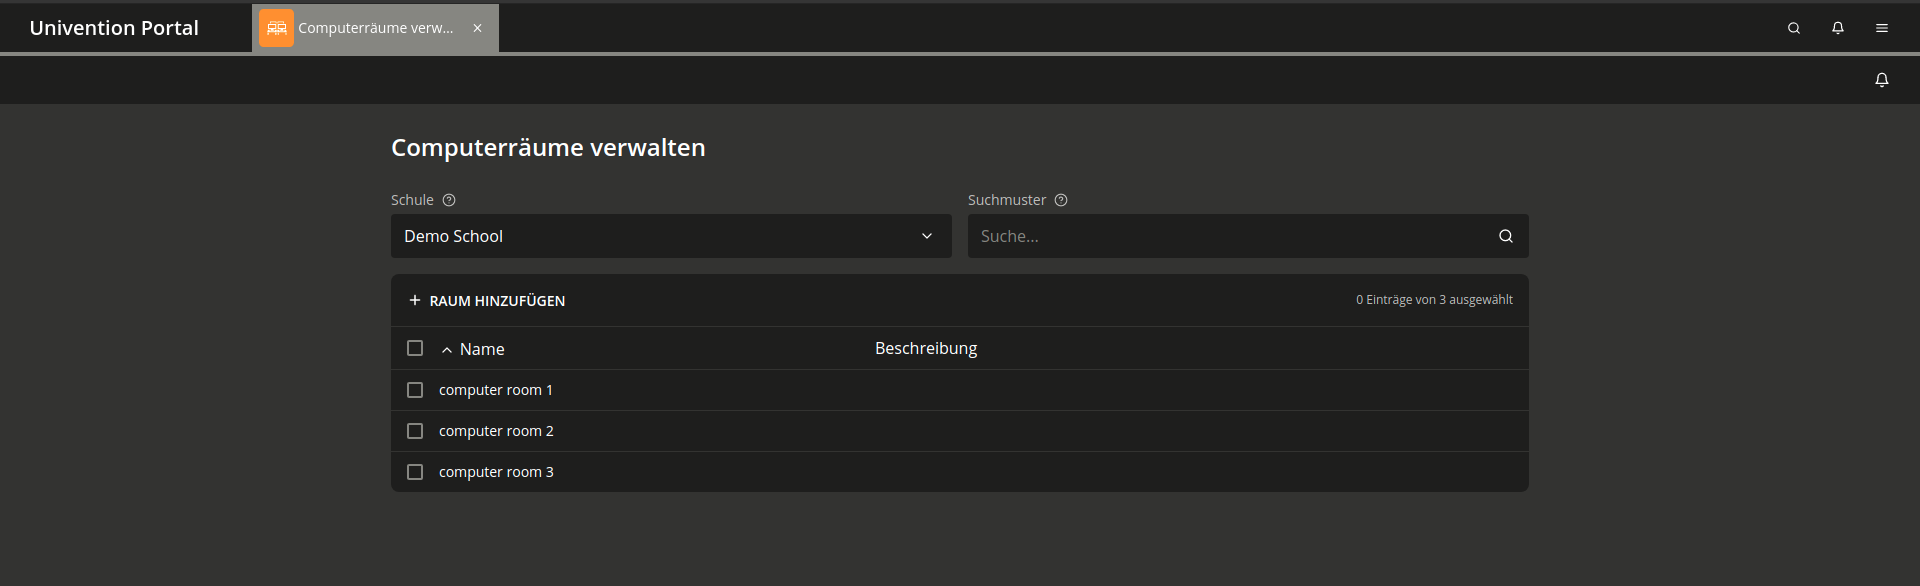 Univention Portal
Computerräume verw...
Computerräume verwalten
Schule
Suchmuster
Demo School
Suche...
RAUM HINZUFÜGEN
0 Einträge von 3 ausgewählt
Name
Beschreibung
computer room 1
computer room 2
computer room 3